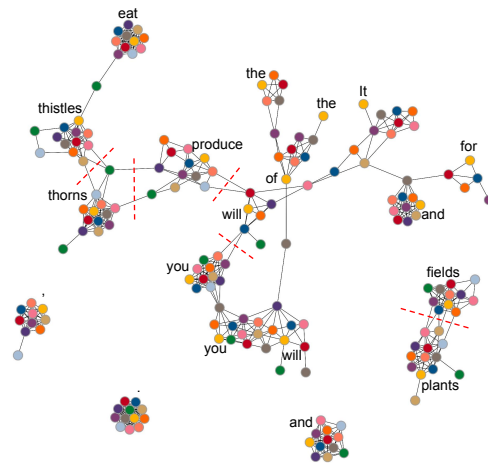 eat
thistles
the
the
It
produce
for
of
thorns
will
and
you
fields
,
you
will
plants
.
and